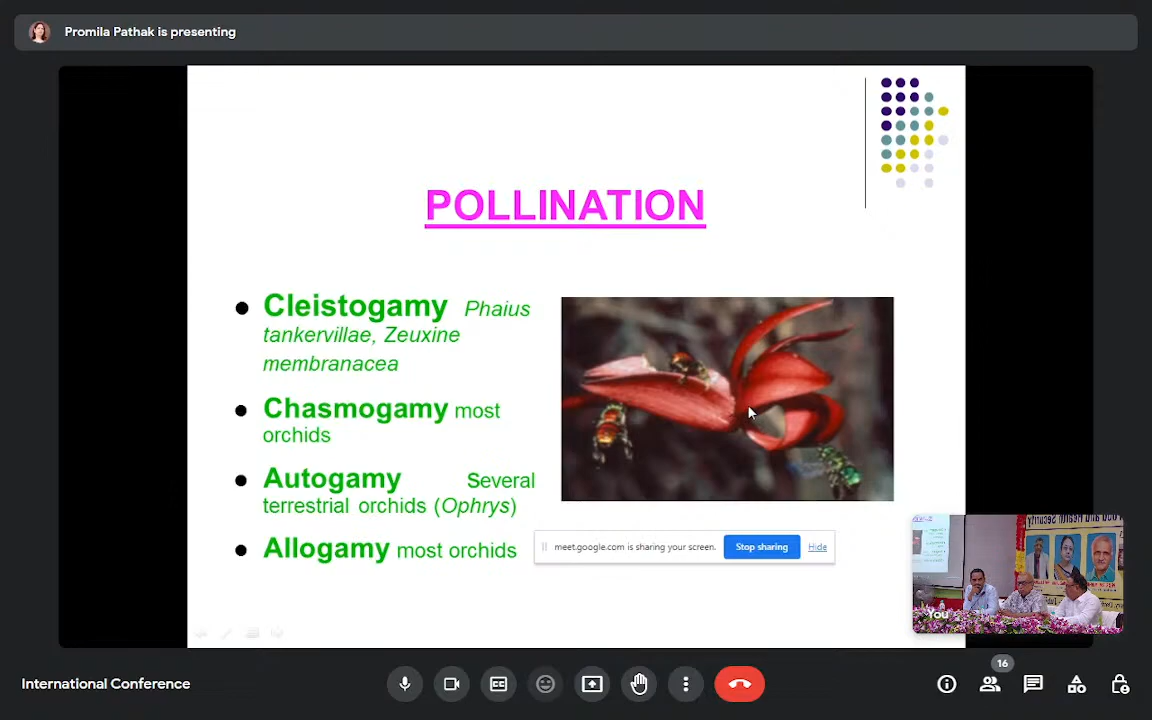 Promila Pathak is presenting
POLLINATION
Cleistogamy Phaius
tankervillae, Zeuxine
membranacea
Chasmogamy most
orchids
Autogamy Several
terrestrial orchids (Ophrys)
Allogamy most orchids
meet.google.com is sharing your screen. Stop sharing Hide
You
16
International Conference